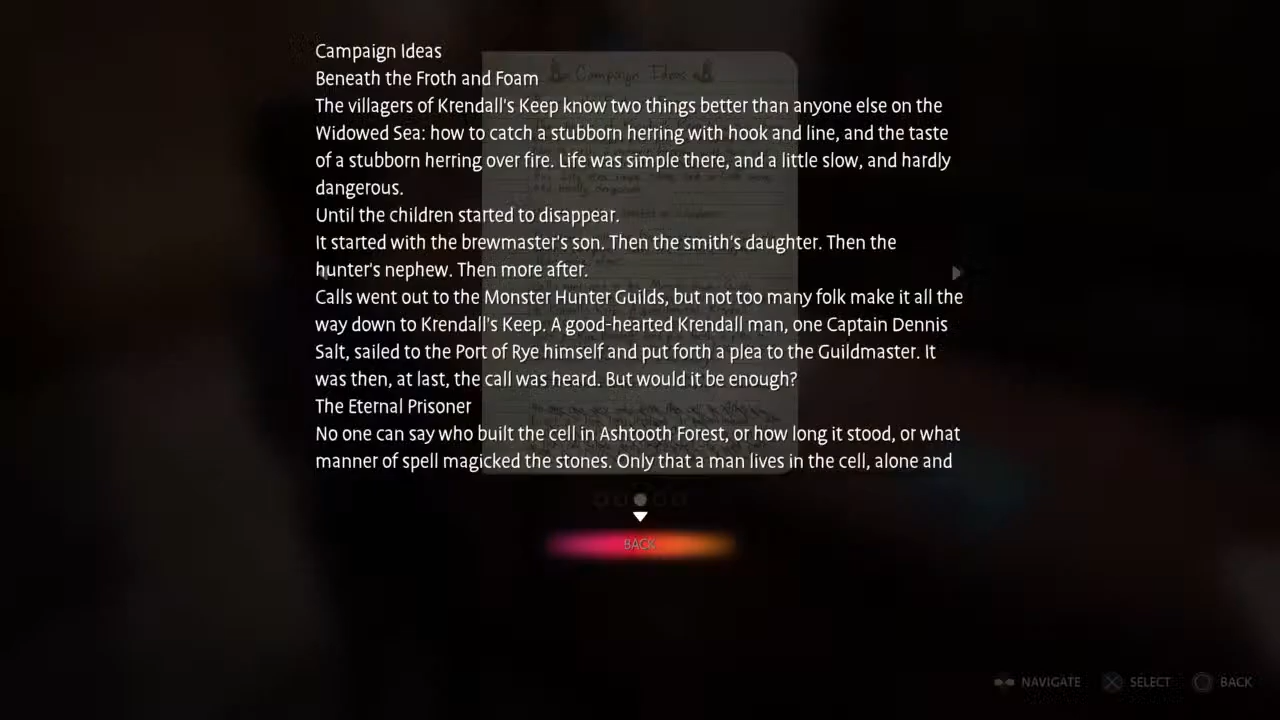 Campaign Ideas
Beneath the Froth and Foam
The villagers of Krendall's Keep know two things better than anyone else on the
Widowed Sea: how to catch a stubborn herring with hook and line, and the taste
of a stubborn herring over fire. Life was simple there, and a little slow, and hardly
dangerous.
Until the children started to disappear.
It started with the brewmaster's son. Then the smith's daughter. Then the
hunter's nephew. Then more after.
Calls went out to the Monster Hunter Guilds, but not too many folk make it all the
way down to Krendall's Keep. A good-hearted Krendall man, one Captain Dennis
Salt, sailed to the Port of Rye himself and put forth a plea to the Guildmaster. It
was then, at last, the call was heard. But would it be enough?
The Eternal Prisoner
No one can say who built the cell in Ashtooth Forest, or how long it stood, or what
manner of spell magicked the stones. Only that a man lives in the cell, alone and
BACK
NAVIGATE SELECT BACK